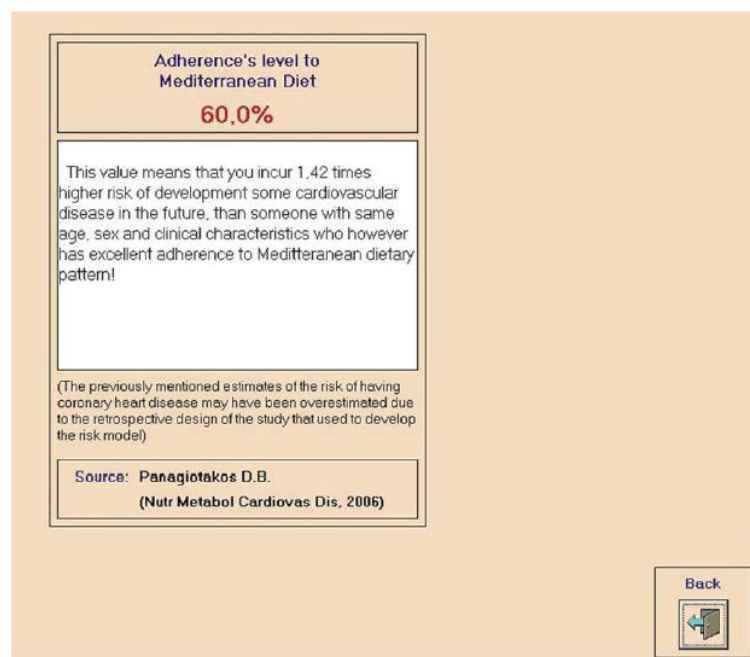 Adherence's level to
Mediterranean Diet
60,0%
This value means that you incur 1,42 times
higher risk of development some cardiovascular
disease in the future, than someone with same
age, sex and clinical characteristics who however
has excellent adherence to Meditteranean dietary
pattern!
(The previously mentioned estimates of the risk of having
coronary heart disease may have been overestimated due
to the retrospective design of the study that used to develop
the risk model)
Source: Panagiotakos D.B.
(Nutr Metabol Cardiovas Dis, 2006)
Back